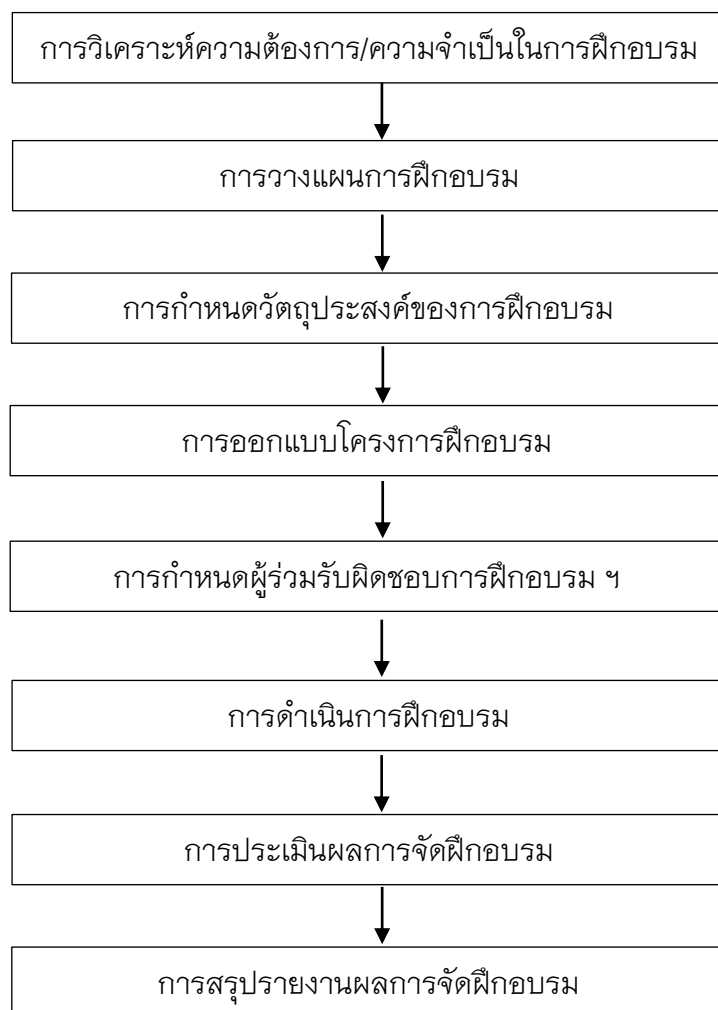 การวิเคราะห์ความต้องการ/ความจำเป็นในการฝึกอบรม
การวางแผนการฝึกอบรม
การกำหนดวัตถุประสงค์ของการฝึกอบรม
การออกแบบโครงการฝึกอบรม
การกำหนดผู้ร่วมรับผิดชอบการฝึกอบรม ฯ
การดำเนินการฝึกอบรม
การประเมินผลการจัดฝึกอบรม
การสรุปรายงานผลการจัดฝึกอบรม